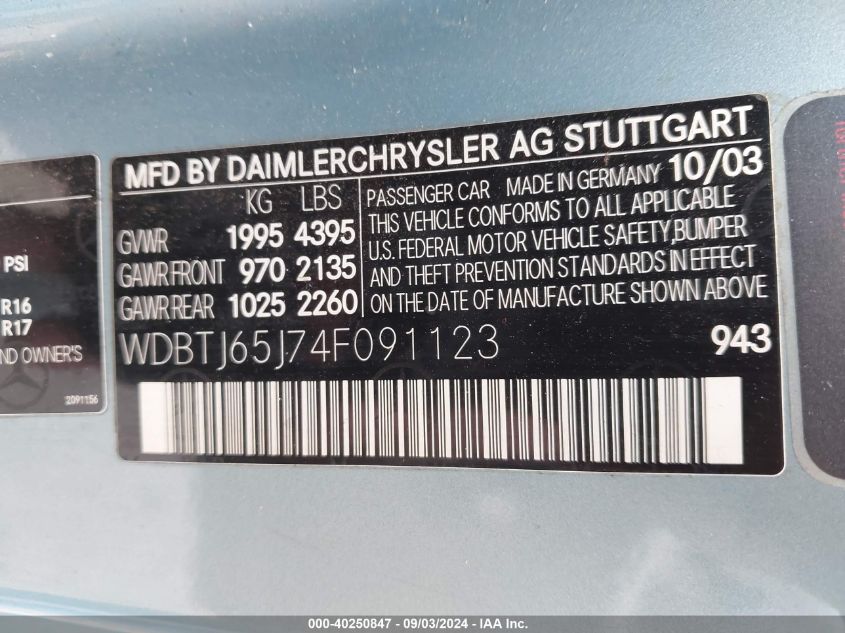 MFD BY DAIMLERCHRYSLER AG STUTTGART
KG LBS
GVWR 1995 4395
GAWR FRONT 970 2135
GAWR REAR 1025 2260
PASSENGER CAR MADE IN GERMANY 10/03
THIS VEHICLE CONFORMS TO ALL APPLICABLE
U.S. FEDERAL MOTOR VEHICLE SAFETY,BUMPER
AND THEFT PREVENTION STANDARDS IN EFFECT
ON THE DATE OF MANUFACTURE SHOWN ABOVE
WDBTJ65J74F091123 943
PSI
R16
R17
OWNER'S
2091156
000-40250847 - 09/03/2024 - IAA Inc.